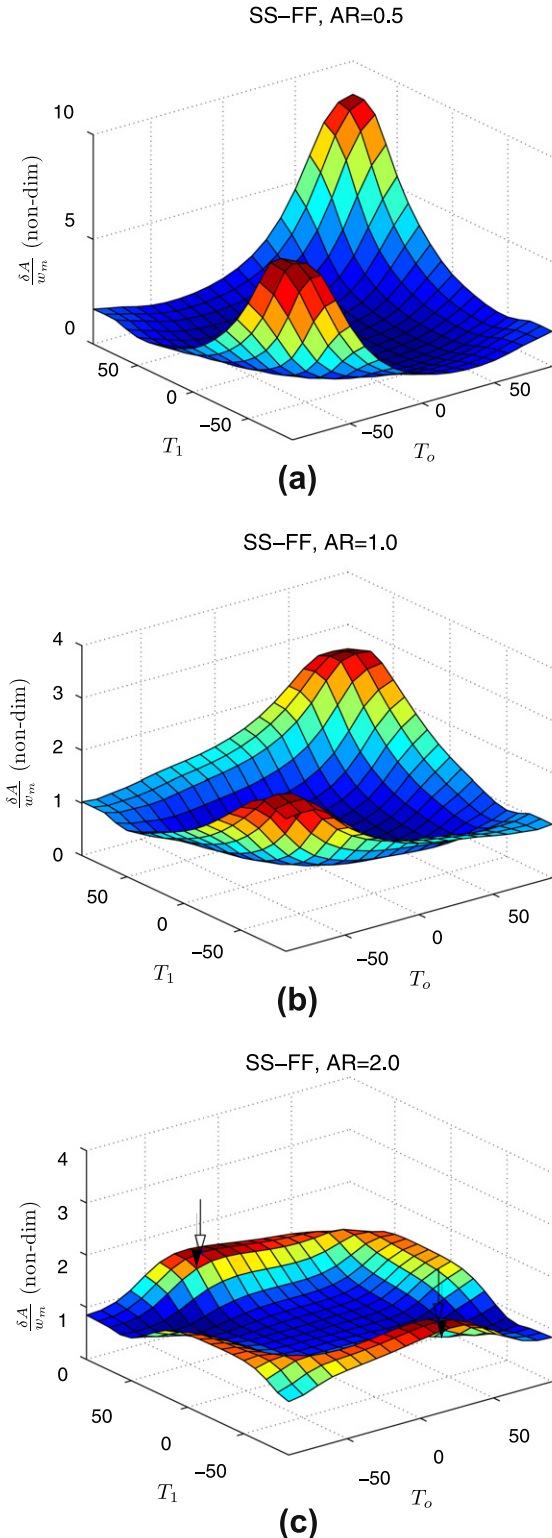 SS–FF, AR=0.5
10
5
0
δA/w_m (non-dim)
50
0
−50
T_1
−50
0
50
T_o
(a)
SS–FF, AR=1.0
4
3
2
1
0
δA/w_m (non-dim)
50
0
−50
T_1
−50
0
50
T_o
(b)
SS–FF, AR=2.0
4
3
2
1
0
δA/w_m (non-dim)
50
0
−50
T_1
−50
0
50
T_o
(c)